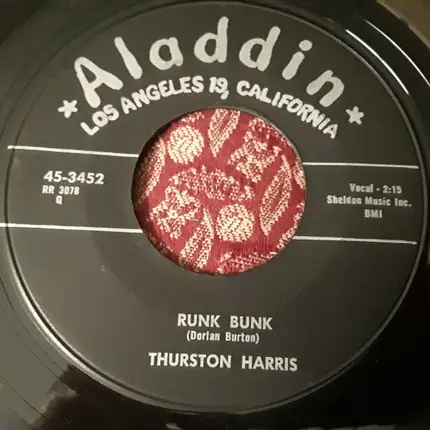 Aladdin
LOS ANGELES 19, CALIFORNIA
45-3452
RR 3078
Q
Vocal - 2:15
Sheldon Music Inc.
BMI
RUNK BUNK
(Dorian Burton)
THURSTON HARRIS